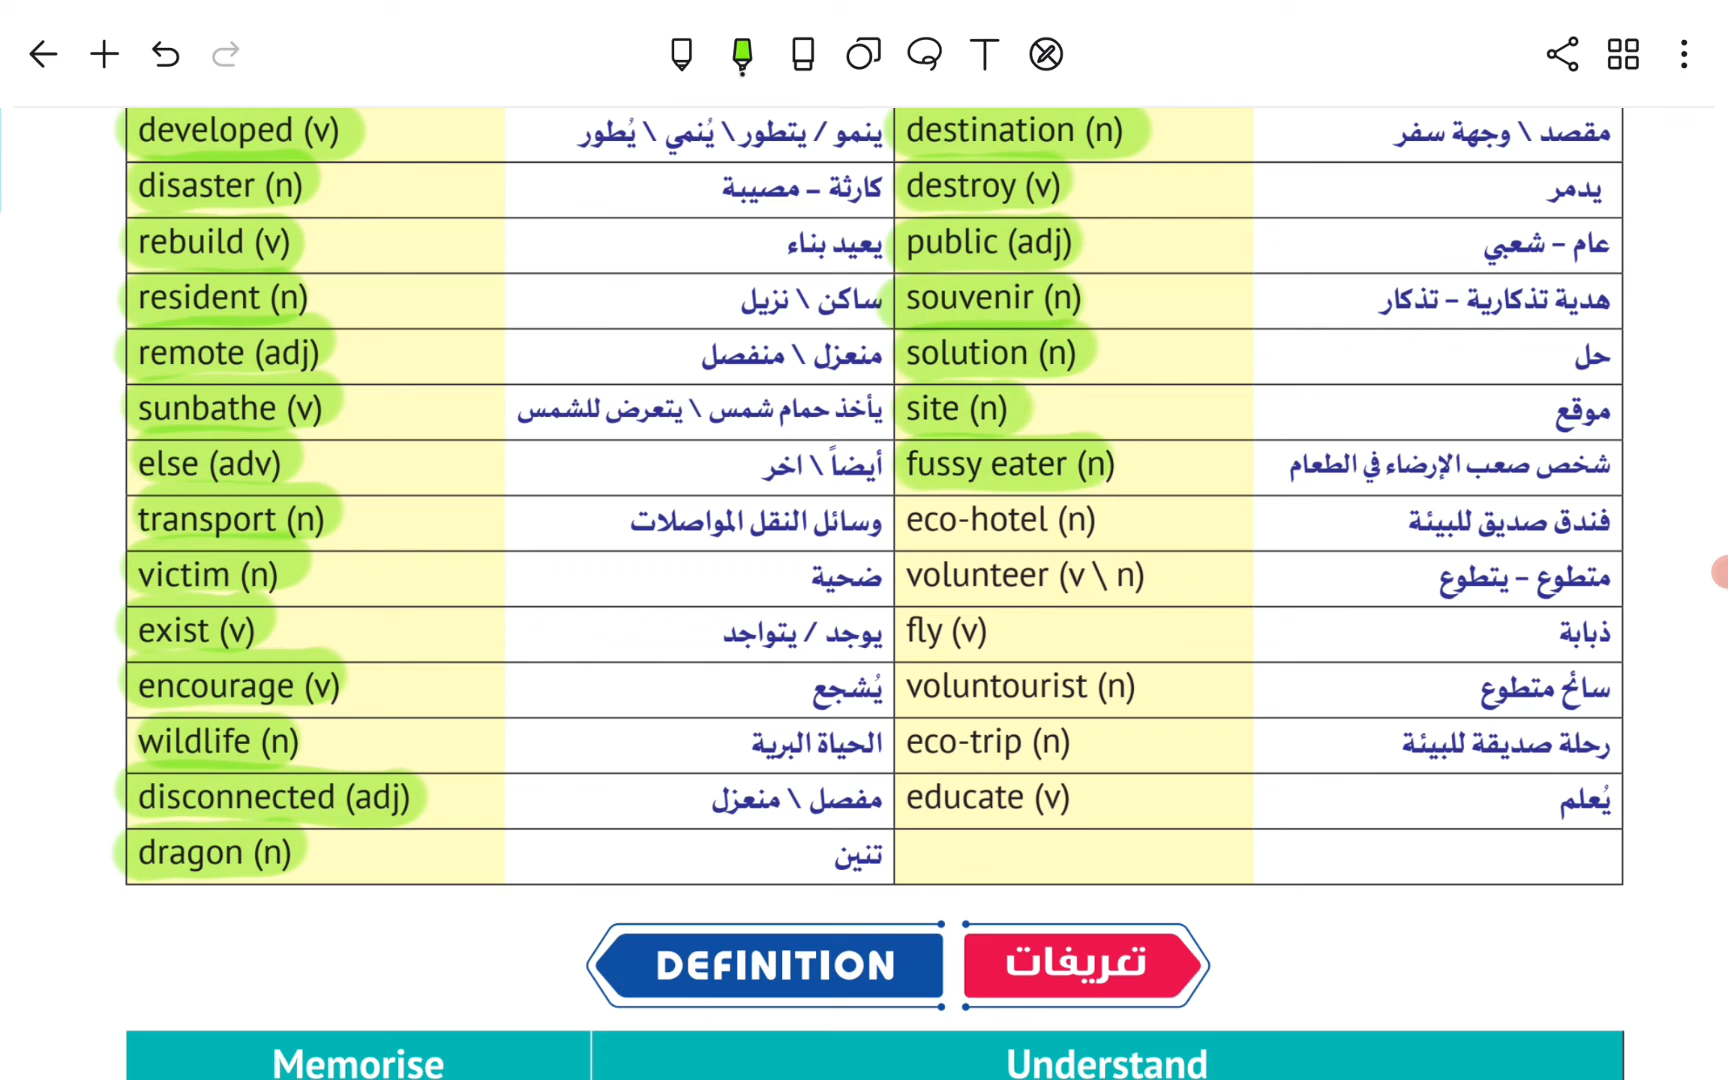 developed (v) ينمو / يتطور \ يُنمي \ يُطور destination (n) مقصد \ وجهة سفر
disaster (n) كارثة – مصيبة destroy (v) يدمر
rebuild (v) يعيد بناء public (adj) عام – شعبي
resident (n) ساكن \ نزيل souvenir (n) هدية تذكارية – تذكار
remote (adj) منعزل \ منفصل solution (n) حل
sunbathe (v) يأخذ حمام شمس \ يتعرض للشمس site (n) موقع
else (adv) أيضاً \ اخر fussy eater (n) شخص صعب الإرضاء في الطعام
transport (n) وسائل النقل المواصلات eco-hotel (n) فندق صديق للبيئة
victim (n) ضحية volunteer (v \ n) متطوع – يتطوع
exist (v) يوجد / يتواجد fly (v) ذبابة
encourage (v) يُشجع voluntourist (n) سائح متطوع
wildlife (n) الحياة البرية eco-trip (n) رحلة صديقة للبيئة
disconnected (adj) مفصل \ منعزل educate (v) يُعلم
dragon (n) تنين
DEFINITION تعريفات
Memorise Understand